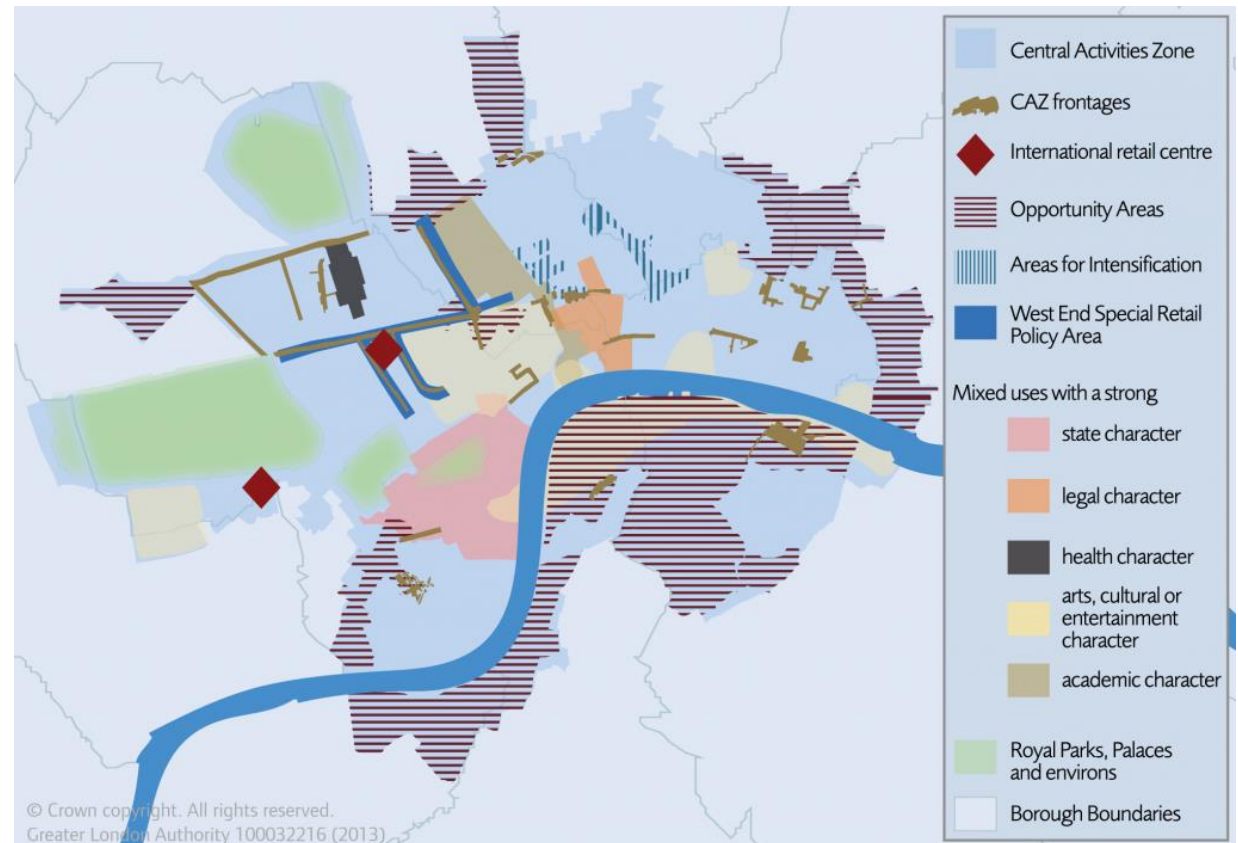 Central Activities Zone
CAZ frontages
International retail centre
Opportunity Areas
Areas for Intensification
West End Special Retail
Policy Area
Mixed uses with a strong
state character
legal character
health character
arts, cultural or
entertainment
character
academic character
Royal Parks, Palaces
and environs
Borough Boundaries
© Crown copyright. All rights reserved.
Greater London Authority 100032216 (2013)